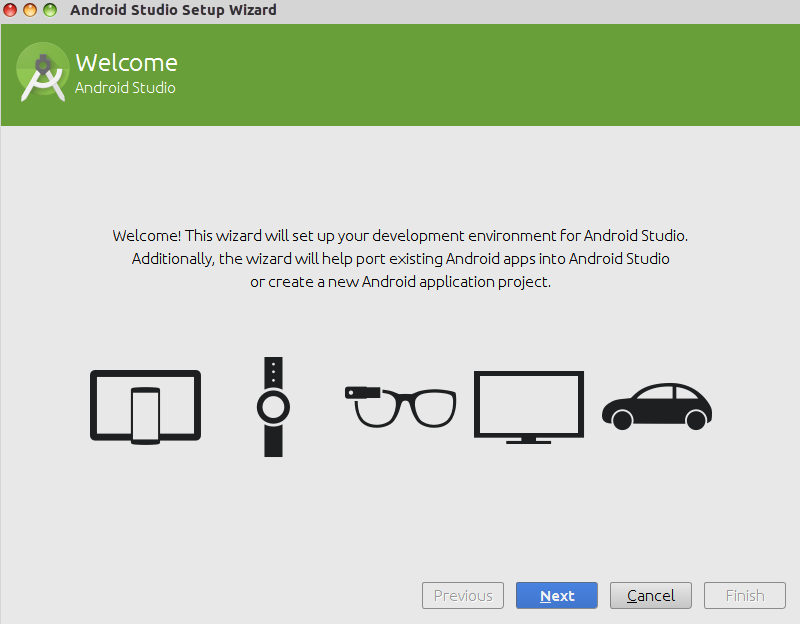 Android Studio Setup Wizard
Welcome
Android Studio
Welcome! This wizard will set up your development environment for Android Studio.
Additionally, the wizard will help port existing Android apps into Android Studio
or create a new Android application project.
Previous Next Cancel Finish